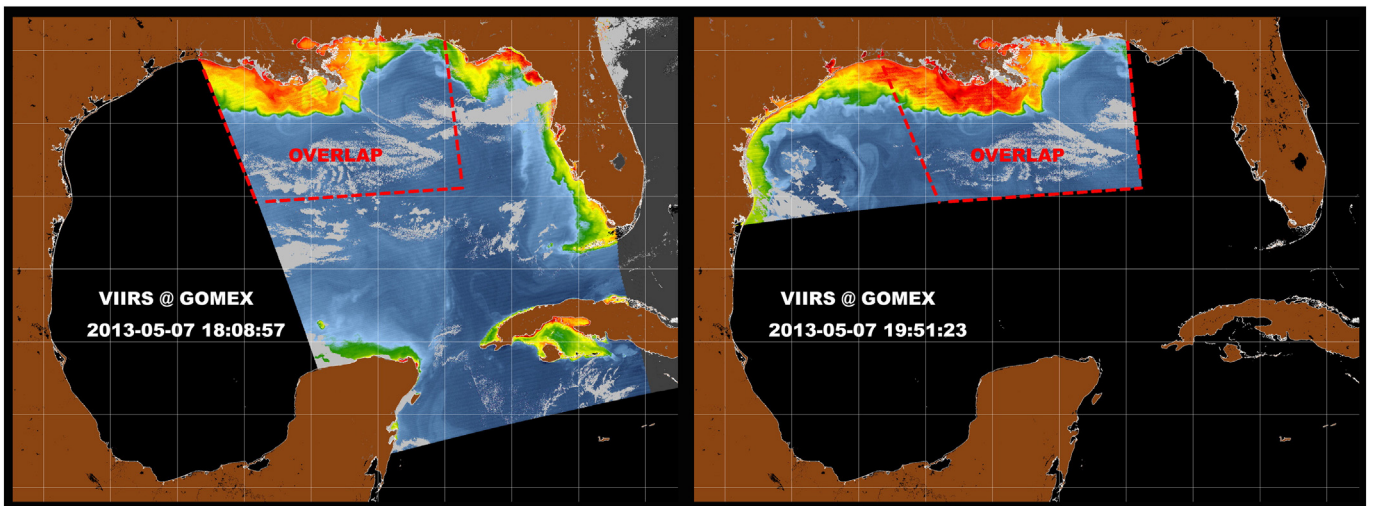 OVERLAP
VIIRS @ GOMEX
2013-05-07 18:08:57
OVERLAP
VIIRS @ GOMEX
2013-05-07 19:51:23